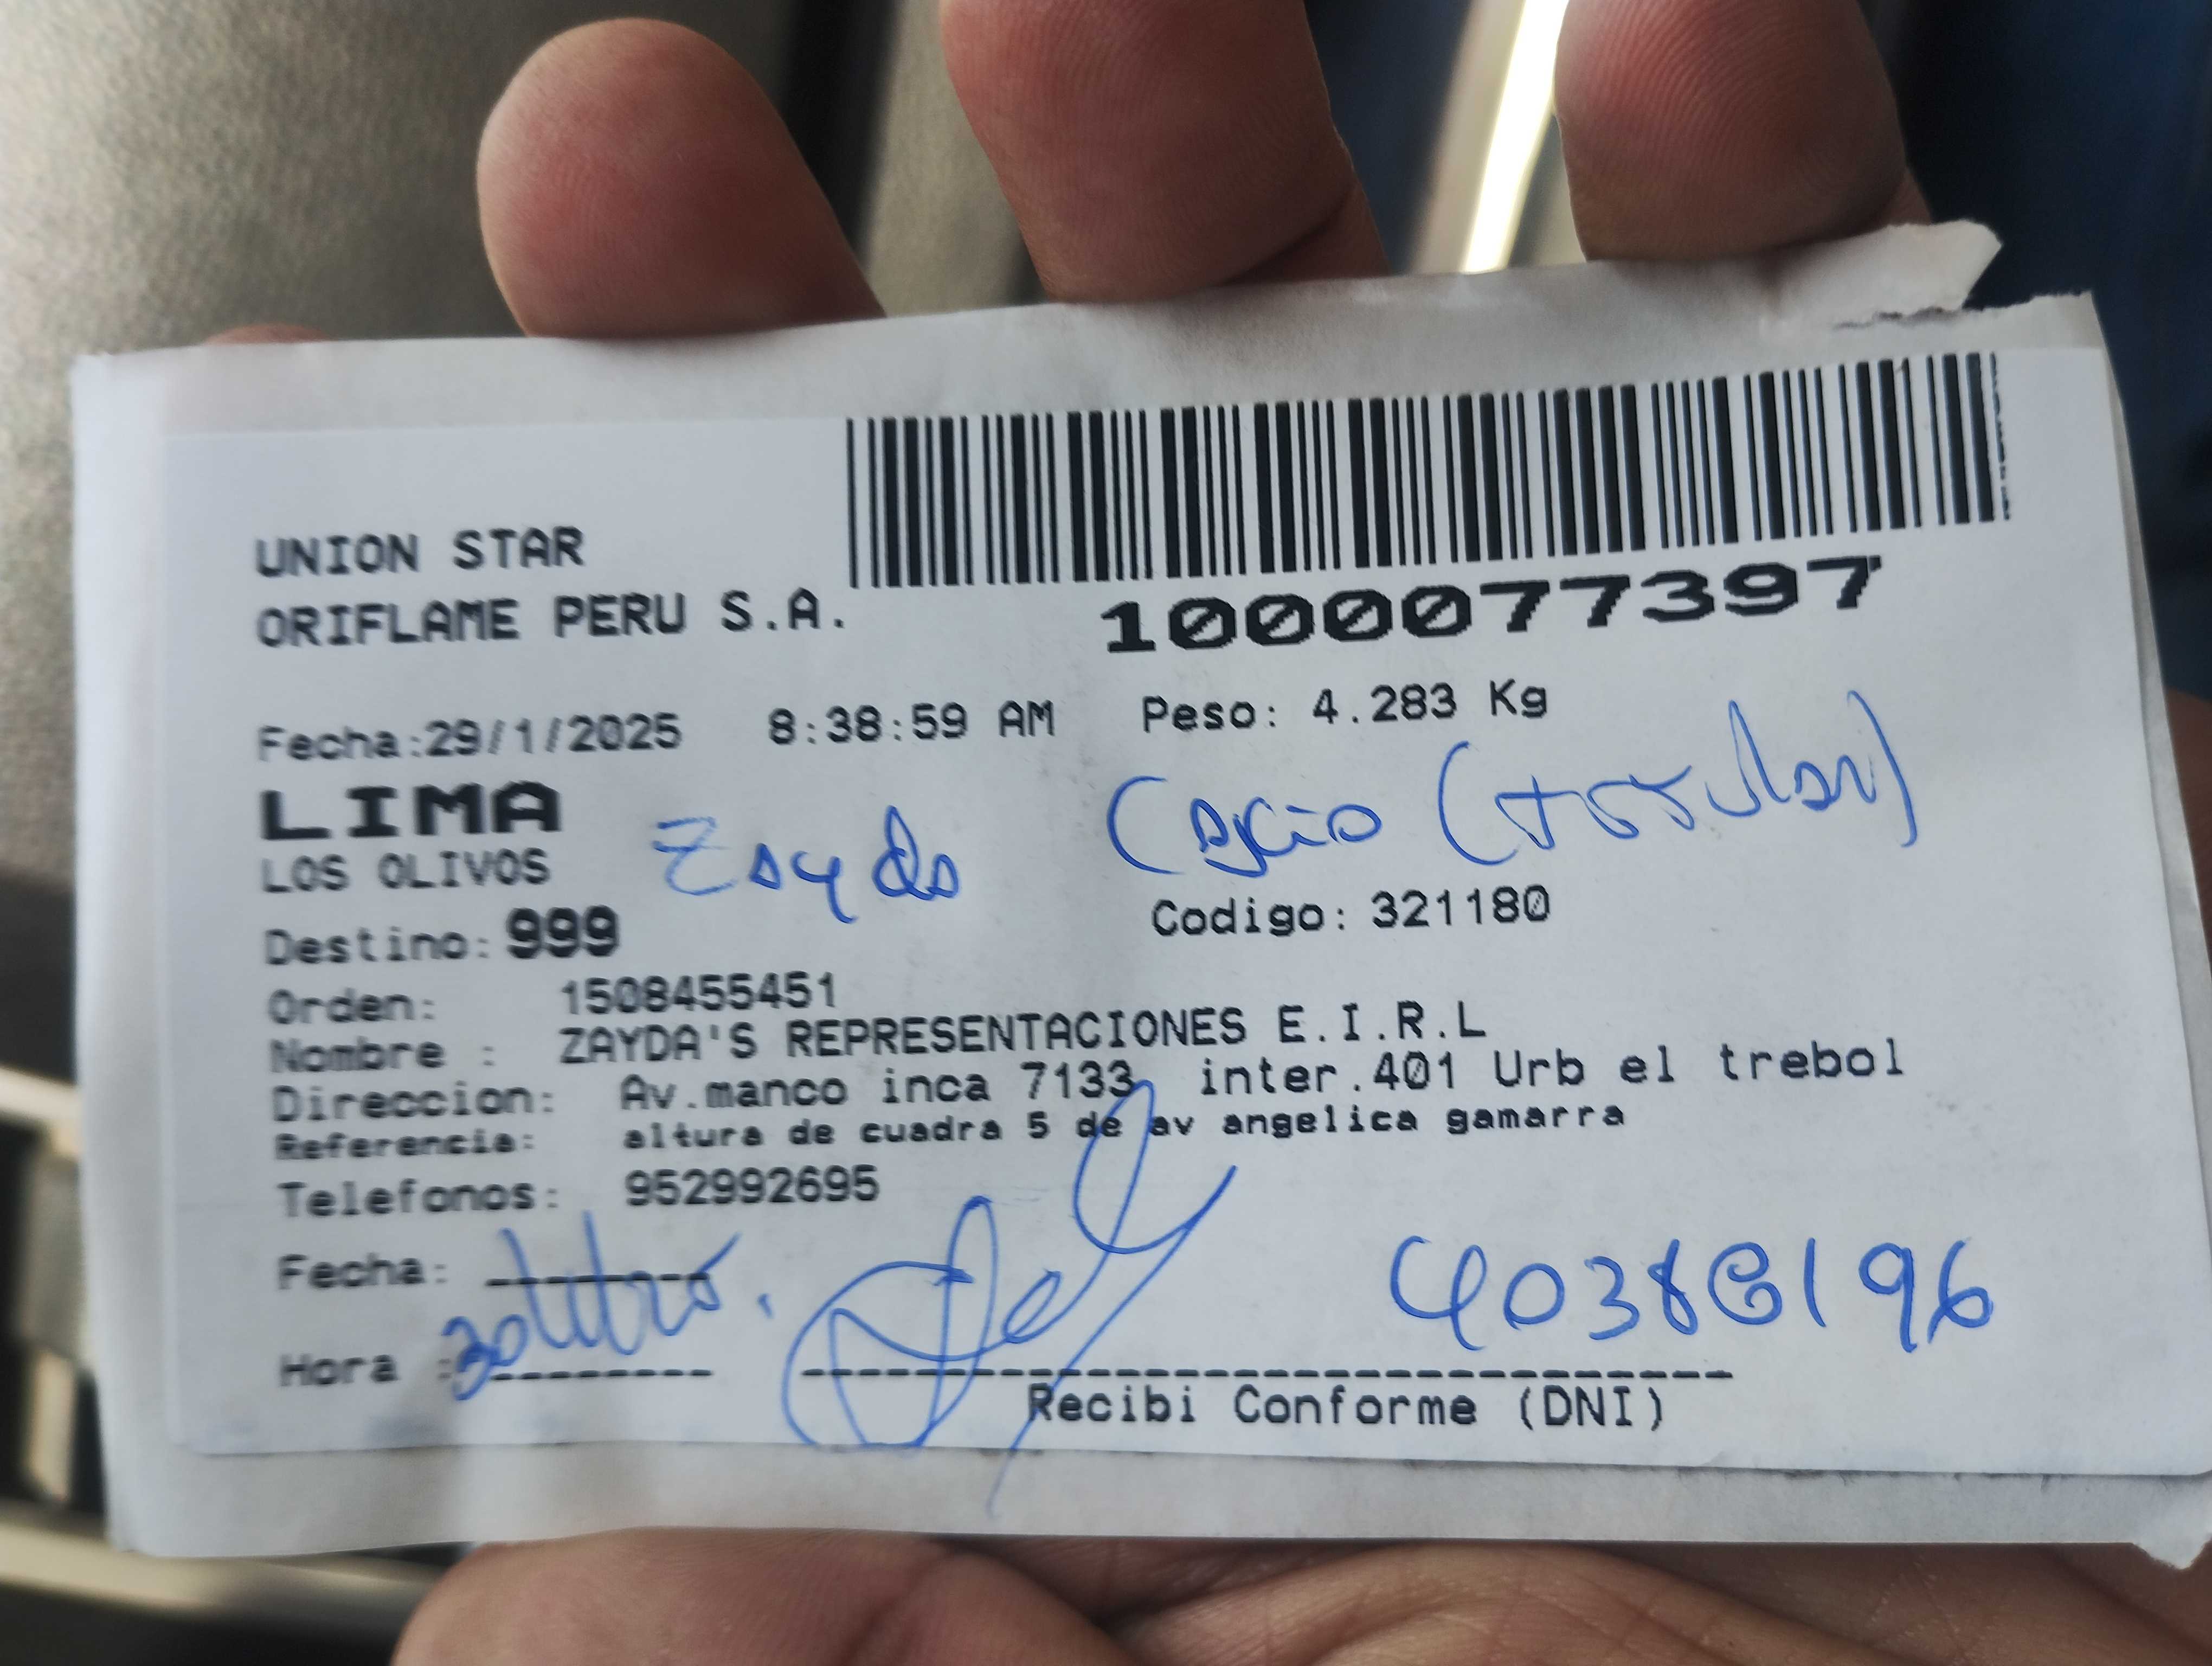 UNION STAR
ORIFLAME PERU S.A.
1000077397
Fecha:29/1/2025 8:38:59 AM Peso: 4.283 Kg
LIMA
Zayda (titular)
LOS OLIVOS
Destino: 999 Codigo: 321180
Orden: 1508455451
Nombre : ZAYDA'S REPRESENTACIONES E.I.R.L
Direccion: Av.manco inca 7133 inter.401 Urb el trebol
Referencia: altura de cuadra 5 de av angelica gamarra
Telefonos: 952992695
Fecha:
Hora :
Recibi Conforme (DNI)